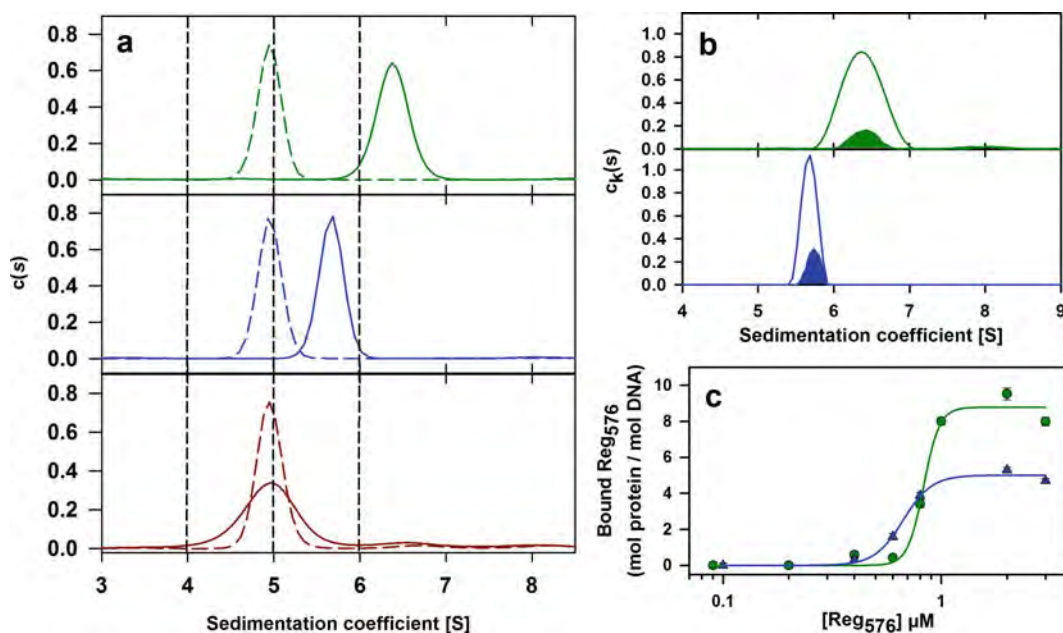 a
c(s)
0.8
0.6
0.4
0.2
0.0
0.8
0.6
0.4
0.2
0.0
0.8
0.6
0.4
0.2
0.0
3 4 5 6 7 8
Sedimentation coefficient [S]
b
cₖ(s)
1.0
0.8
0.6
0.4
0.2
0.0
1.0
0.8
0.6
0.4
0.2
0.0
4 5 6 7 8 9
Sedimentation coefficient [S]
c
Bound Reg₅₇₆
(mol protein / mol DNA)
10
8
6
4
2
0
0.1 1
[Reg₅₇₆] µM